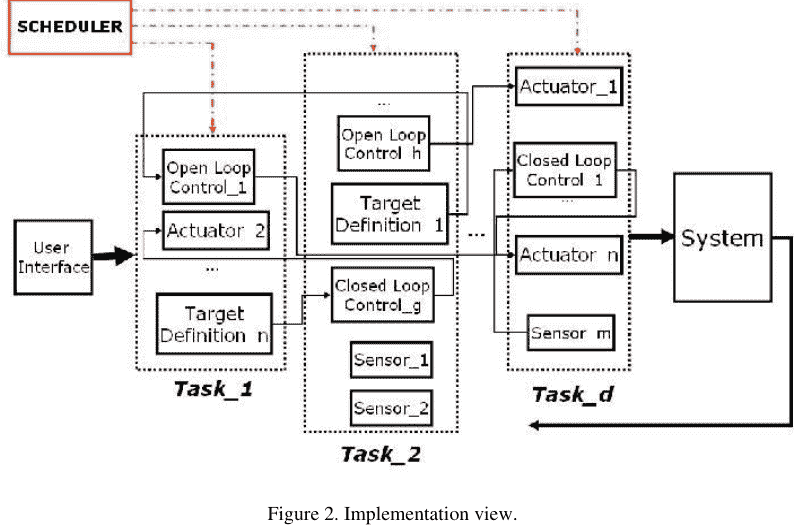 SCHEDULER
User
Interface
Open Loop
Control_1
Actuator 2
...
Target
Definition n
Task_1
...
Open Loop
Control h
Target
Definition 1
Closed Loop
Control_g
Sensor_1
Sensor_2
Task_2
...
Actuator_1
Closed Loop
Control 1
...
Actuator n
Sensor m
Task_d
System
Figure 2. Implementation view.